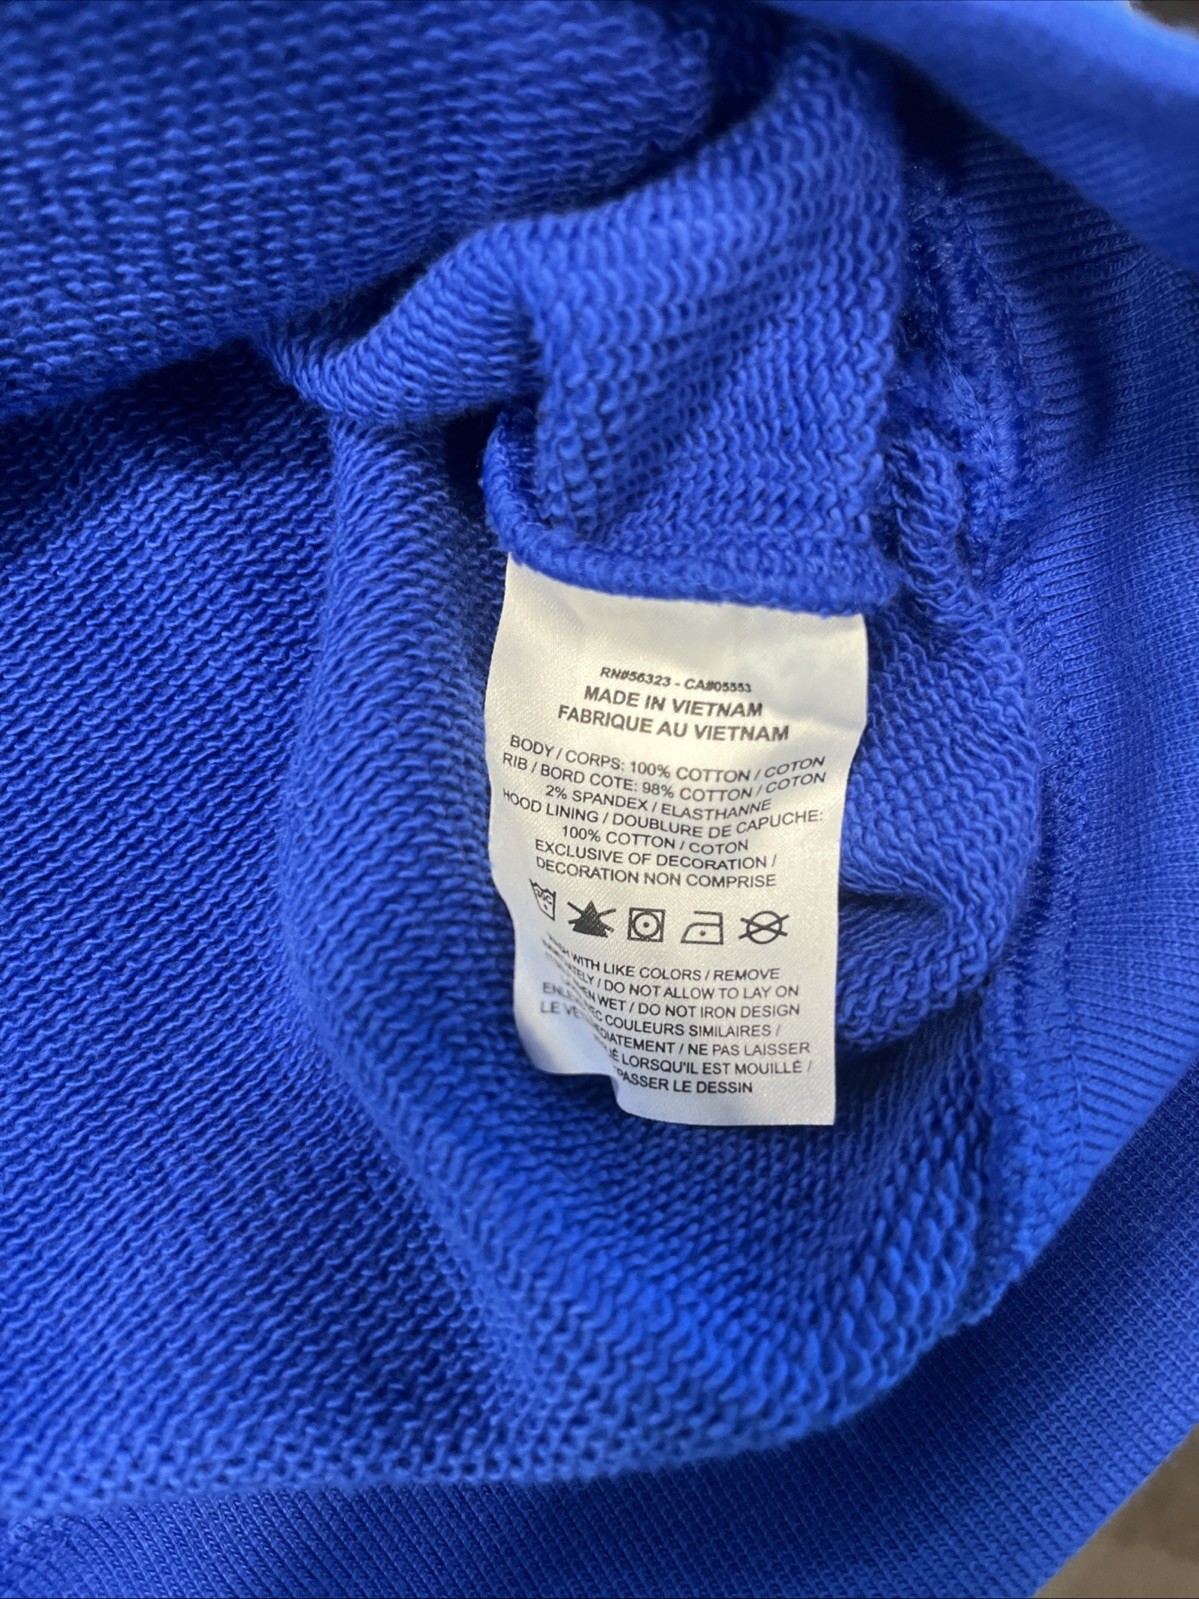 RN#56323 - CA#05553
MADE IN VIETNAM
FABRIQUE AU VIETNAM
BODY / CORPS: 100% COTTON / COTON
RIB / BORD COTE: 98% COTTON / COTON
2% SPANDEX / ELASTHANNE
HOOD LINING / DOUBLURE DE CAPUCHE:
100% COTTON / COTON
EXCLUSIVE OF DECORATION /
DECORATION NON COMPRISE
WITH LIKE COLORS / REMOVE
/ DO NOT ALLOW TO LAY ON
WET / DO NOT IRON DESIGN
COULEURS SIMILAIRES /
LE / NE PAS LAISSER
LORSQU'IL EST MOUILLÉ /
PASSER LE DESSIN